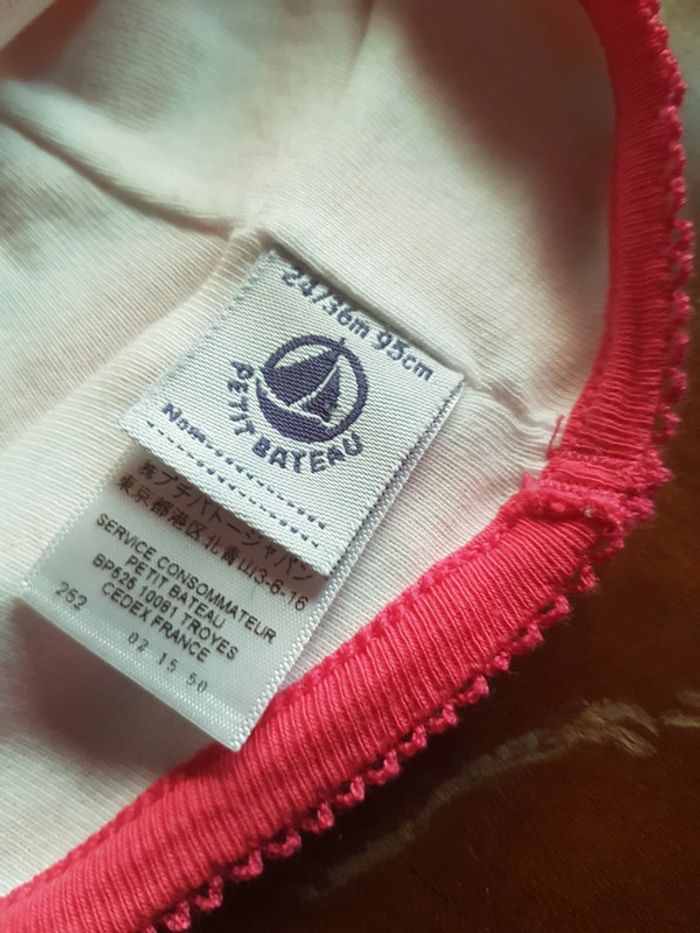 24/36m 95cm
PETIT BATEAU
Nom..............
..................
㈱プチバトージャパン
東京都港区北青山3-6-16
SERVICE CONSOMMATEUR
PETIT BATEAU
BP525 10081 TROYES
CEDEX FRANCE
252 02 15 50